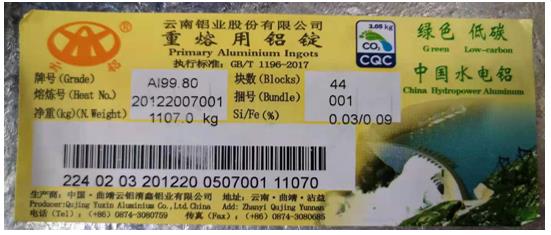 云南铝业股份有限公司
重熔用铝锭
Primary Aluminium Ingots
执行标准: GB/T 1196-2017
3.05 kg
CO₂
CQC
绿色 低碳
Green Low-carbon
中国水电铝
China Hydropower Aluminum
云铝
牌号(Grade) Al99.80 块数(Blocks) 44
熔炼号(Heat No.) 20122007001 捆号(Bundle) 001
净重(kg)(N.Weight) 1107.0 kg Si/Fe(%) 0.03/0.09
224 02 03 201220 0507001 11070
生产商: 中国·曲靖云铝淯鑫铝业有限公司 地址: 云南·曲靖·沾益
Producer:Qujing Yuxin Aluminium Co., Ltd,China Add: Zhanyi Qujing Yunnan
电话(Tel): (+86) 0874-3080759 传真(Fax): (+86) 0874-3080685